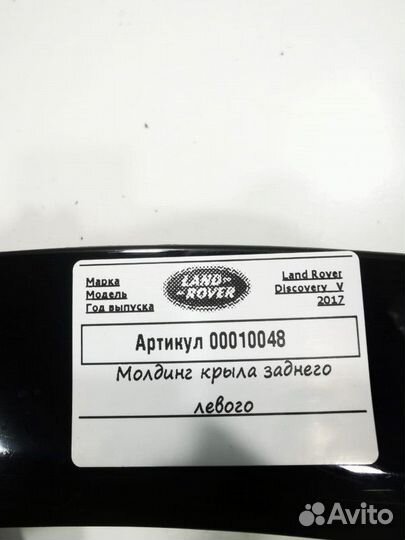 Марка
Модель
Год выпуска
LAND
ROVER
Land Rover
Discovery V
2017
Артикул 00010048
Молдинг крыла заднего
левого
Avito